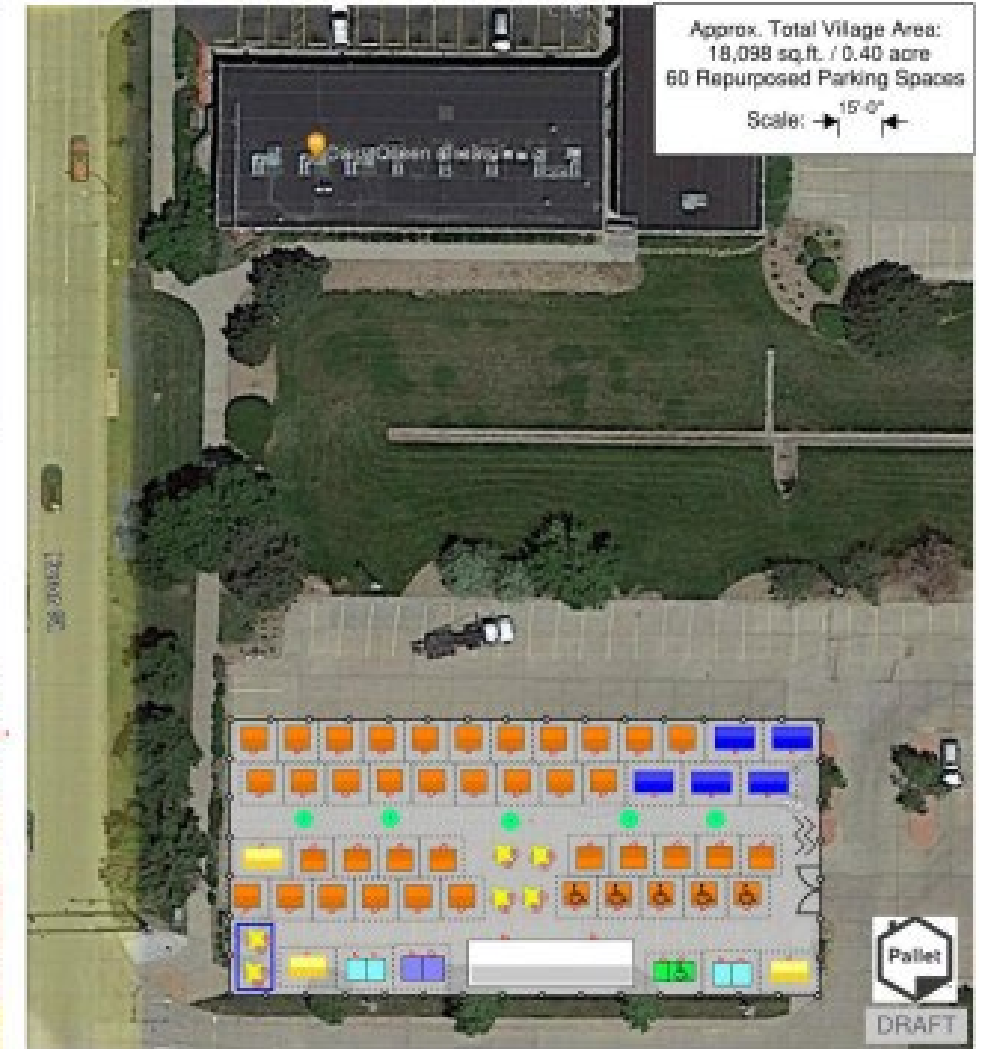 Approx. Total Village Area:
18,098 sq.ft. / 0.40 acre
60 Repurposed Parking Spaces
15'-0"
Scale:
Pallet
DRAFT